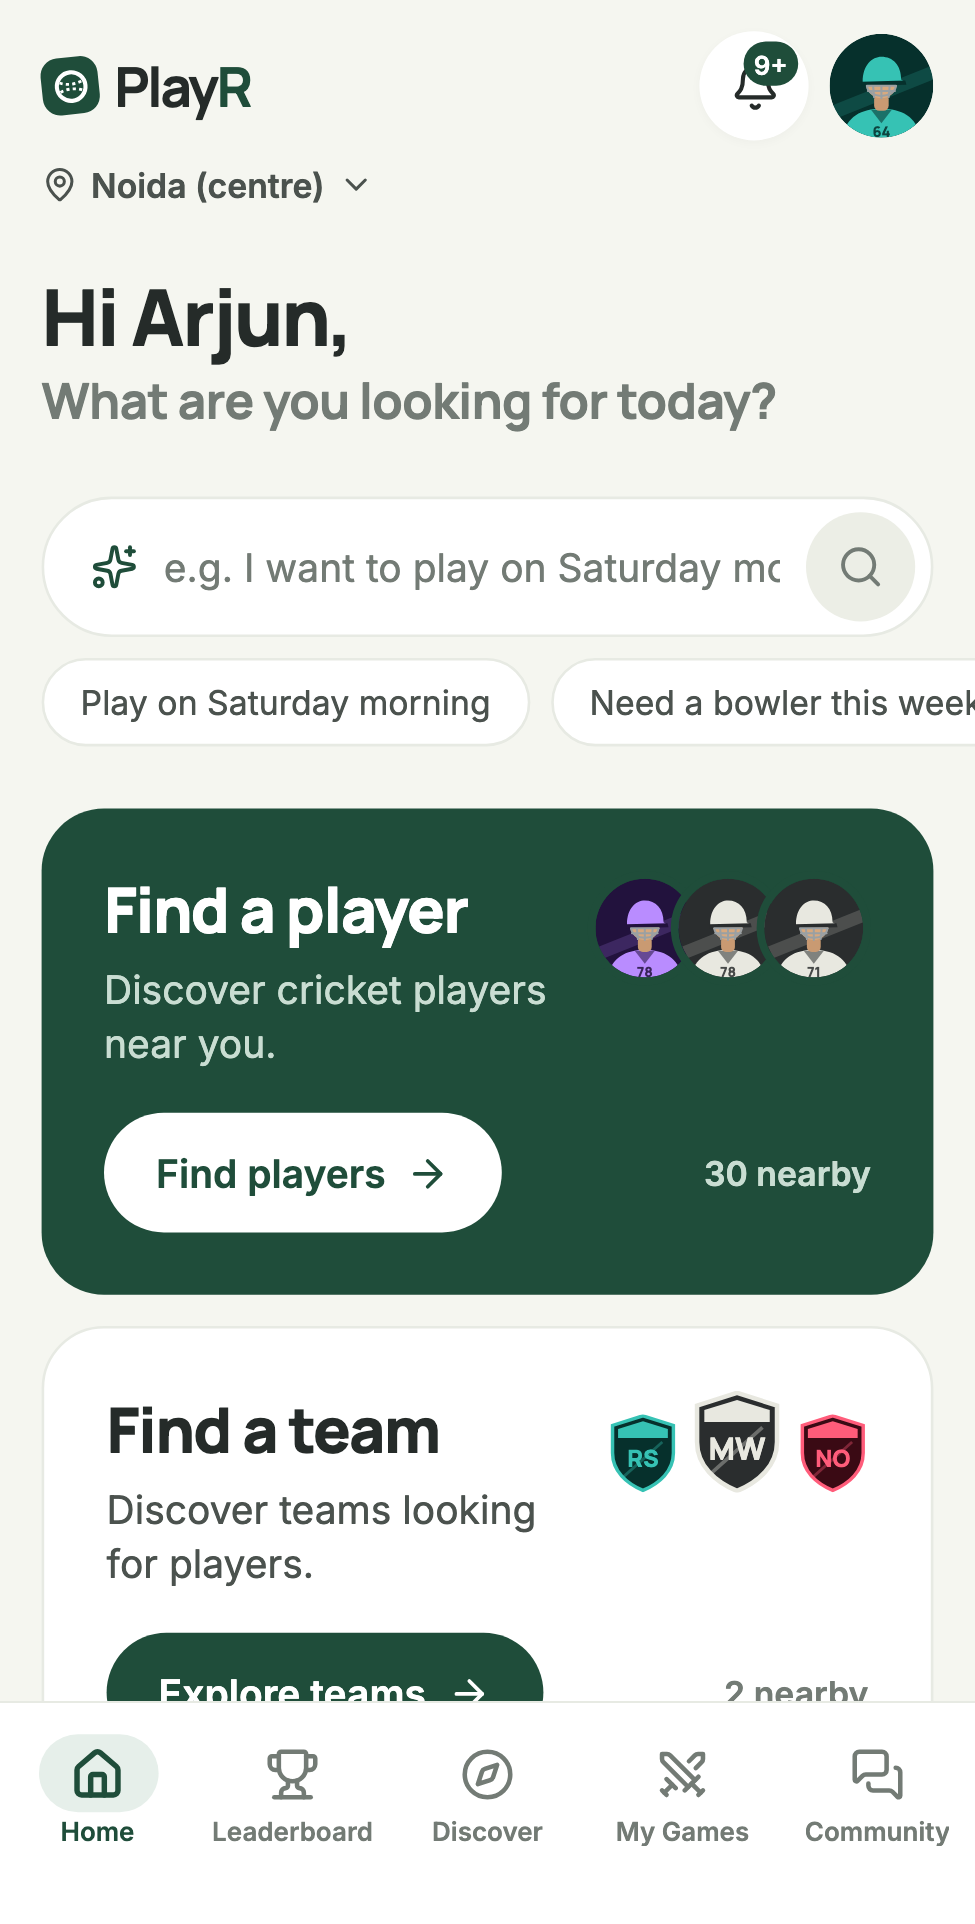 PlayR
9+
64
Noida (centre)
Hi Arjun,
What are you looking for today?
e.g. I want to play on Saturday mo
Play on Saturday morning
Need a bowler this week
Find a player
78
78
71
Discover cricket players
near you.
Find players
30 nearby
Find a team
RS
MW
NO
Discover teams looking
for players.
Explore teams
2 nearby
Home
Leaderboard
Discover
My Games
Community